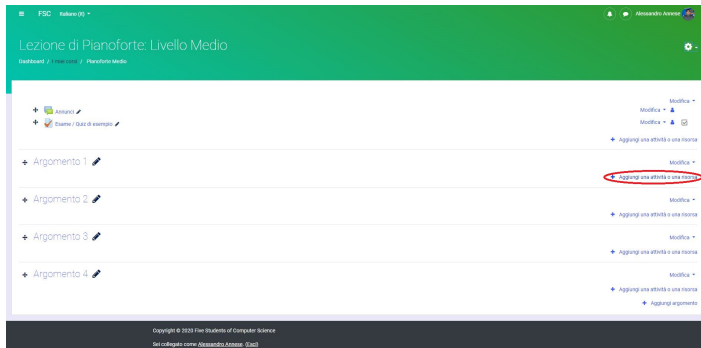 FSC Italiano (it)
Alessandro Annese
Lezione di Pianoforte: Livello Medio
Dashboard / I miei corsi / Pianoforte Medio
Modifica
Annunci
Modifica
Esame / Quiz di esempio
Modifica
+ Aggiungi una attività o una risorsa
Argomento 1
Modifica
+ Aggiungi una attività o una risorsa
Argomento 2
Modifica
+ Aggiungi una attività o una risorsa
Argomento 3
Modifica
+ Aggiungi una attività o una risorsa
Argomento 4
Modifica
+ Aggiungi una attività o una risorsa
+ Aggiungi argomento
Copyright © 2020 Five Students of Computer Science
Sei collegato come Alessandro Annese. (Esci)